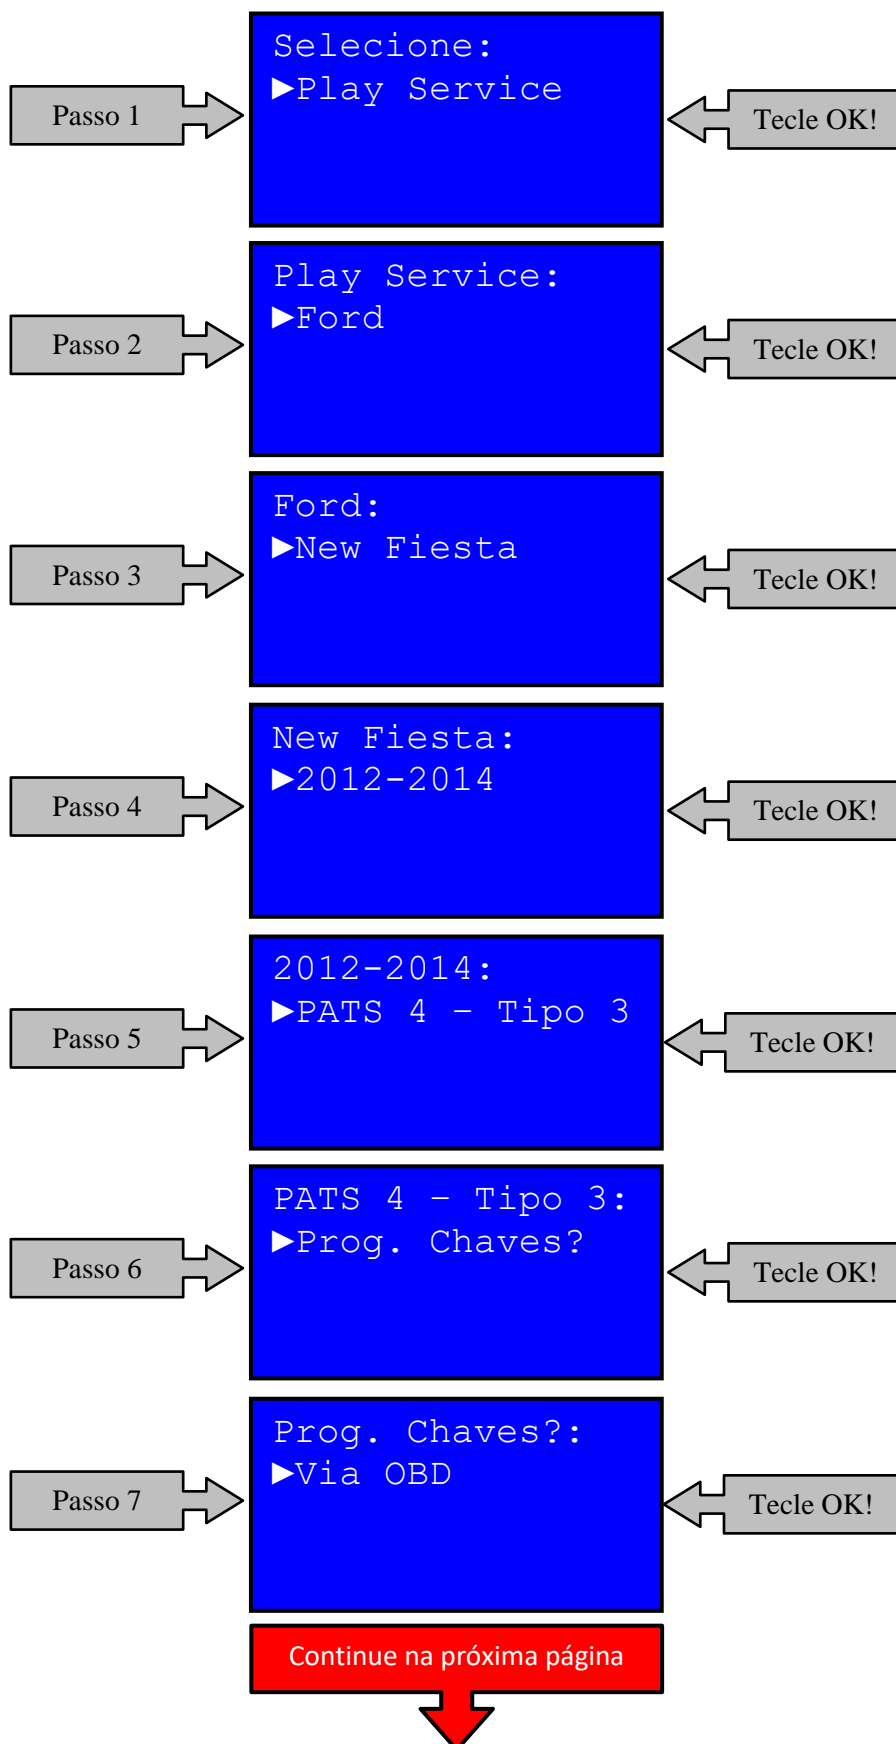 Selecione:
►Play Service
Passo 1
Tecle OK!
Play Service:
►Ford
Passo 2
Tecle OK!
Ford:
►New Fiesta
Passo 3
Tecle OK!
New Fiesta:
►2012-2014
Passo 4
Tecle OK!
2012-2014:
►PATS 4 – Tipo 3
Passo 5
Tecle OK!
PATS 4 – Tipo 3:
►Prog. Chaves?
Passo 6
Tecle OK!
Prog. Chaves?:
►Via OBD
Passo 7
Tecle OK!
Continue na próxima página